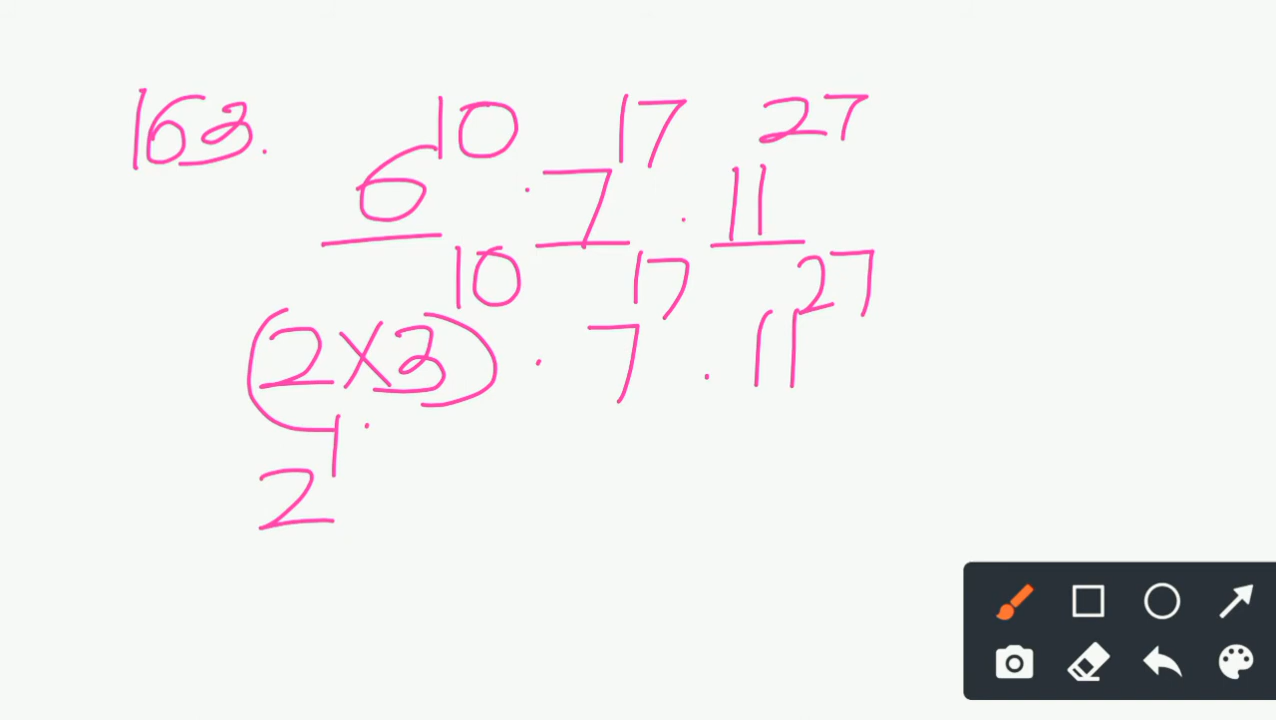 163. 6^10 · 7^17 · 11^27
(2×3)^10 · 7^17 · 11^27
2^1